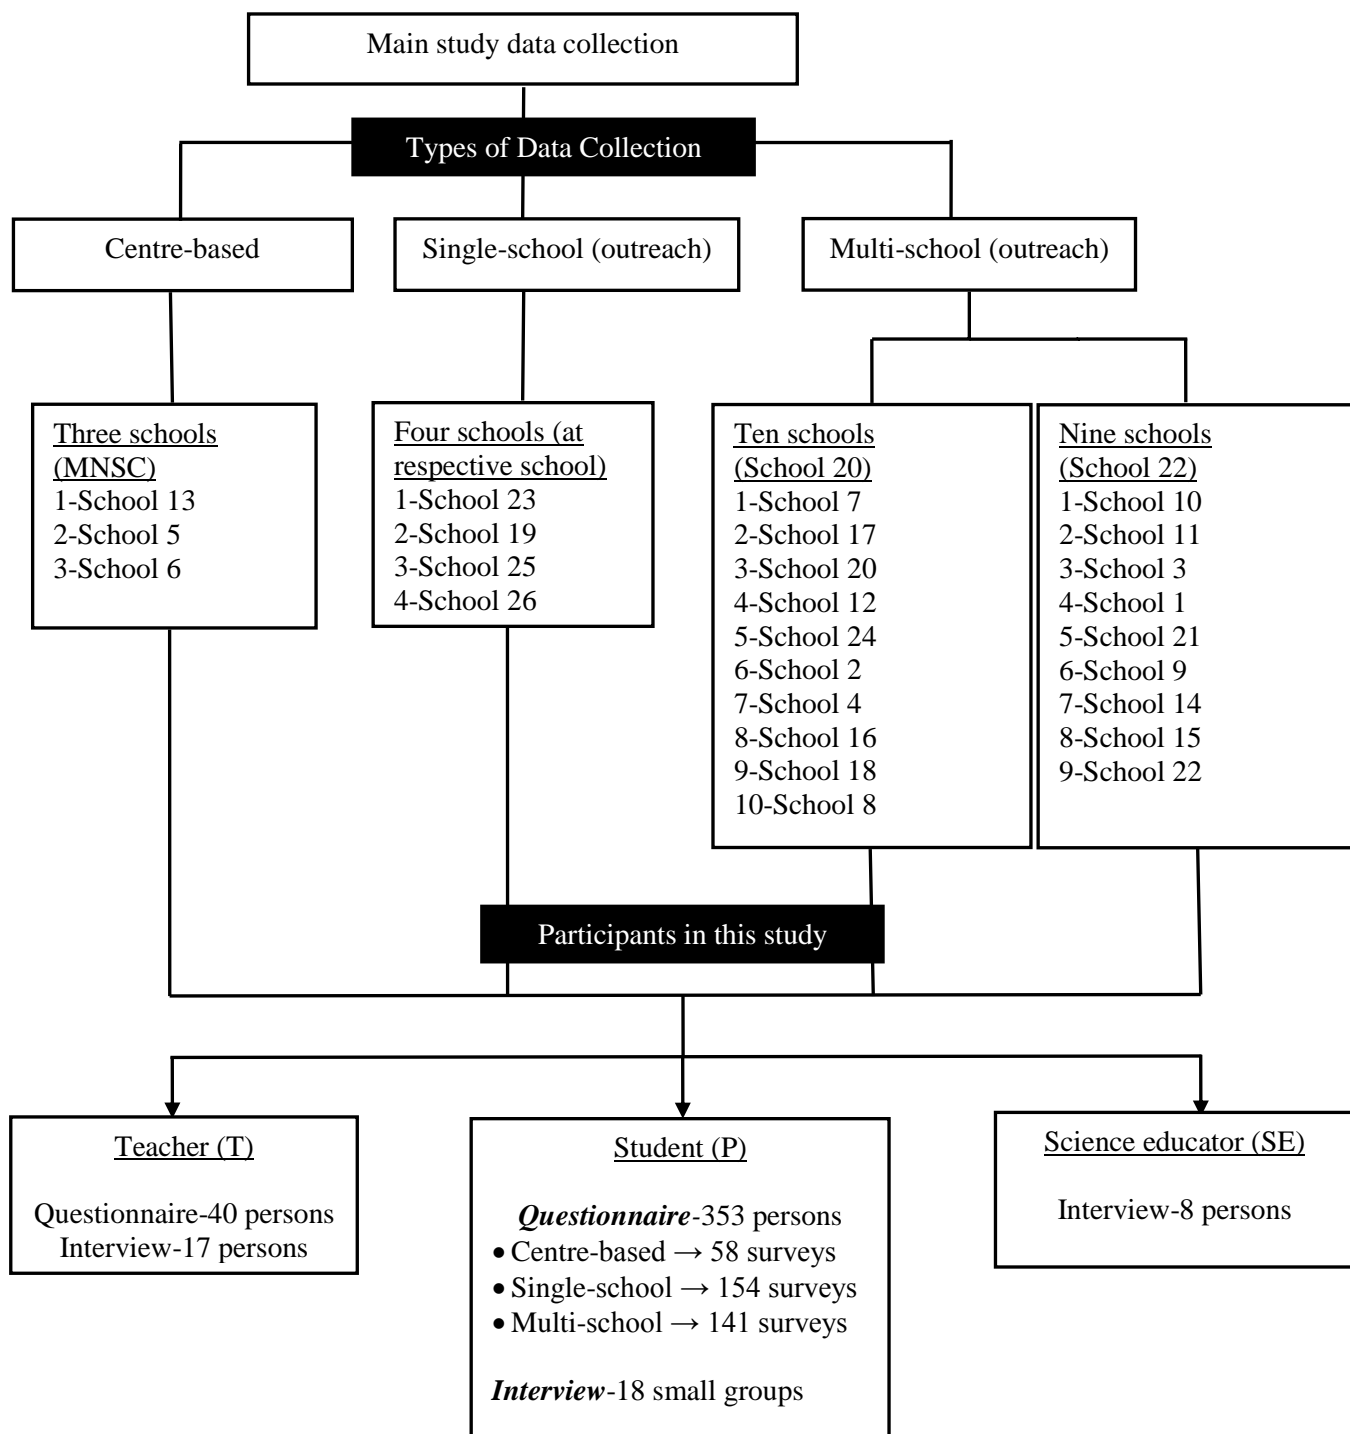 Main study data collection
Types of Data Collection
Centre-based
Single-school (outreach)
Multi-school (outreach)
Three schools
(MNSC)
1-School 13
2-School 5
3-School 6
Four schools (at
respective school)
1-School 23
2-School 19
3-School 25
4-School 26
Ten schools
(School 20)
1-School 7
2-School 17
3-School 20
4-School 12
5-School 24
6-School 2
7-School 4
8-School 16
9-School 18
10-School 8
Nine schools
(School 22)
1-School 10
2-School 11
3-School 3
4-School 1
5-School 21
6-School 9
7-School 14
8-School 15
9-School 22
Participants in this study
Teacher (T)
Questionnaire-40 persons
Interview-17 persons
Student (P)
Questionnaire-353 persons
• Centre-based → 58 surveys
• Single-school → 154 surveys
• Multi-school → 141 surveys
Interview-18 small groups
Science educator (SE)
Interview-8 persons